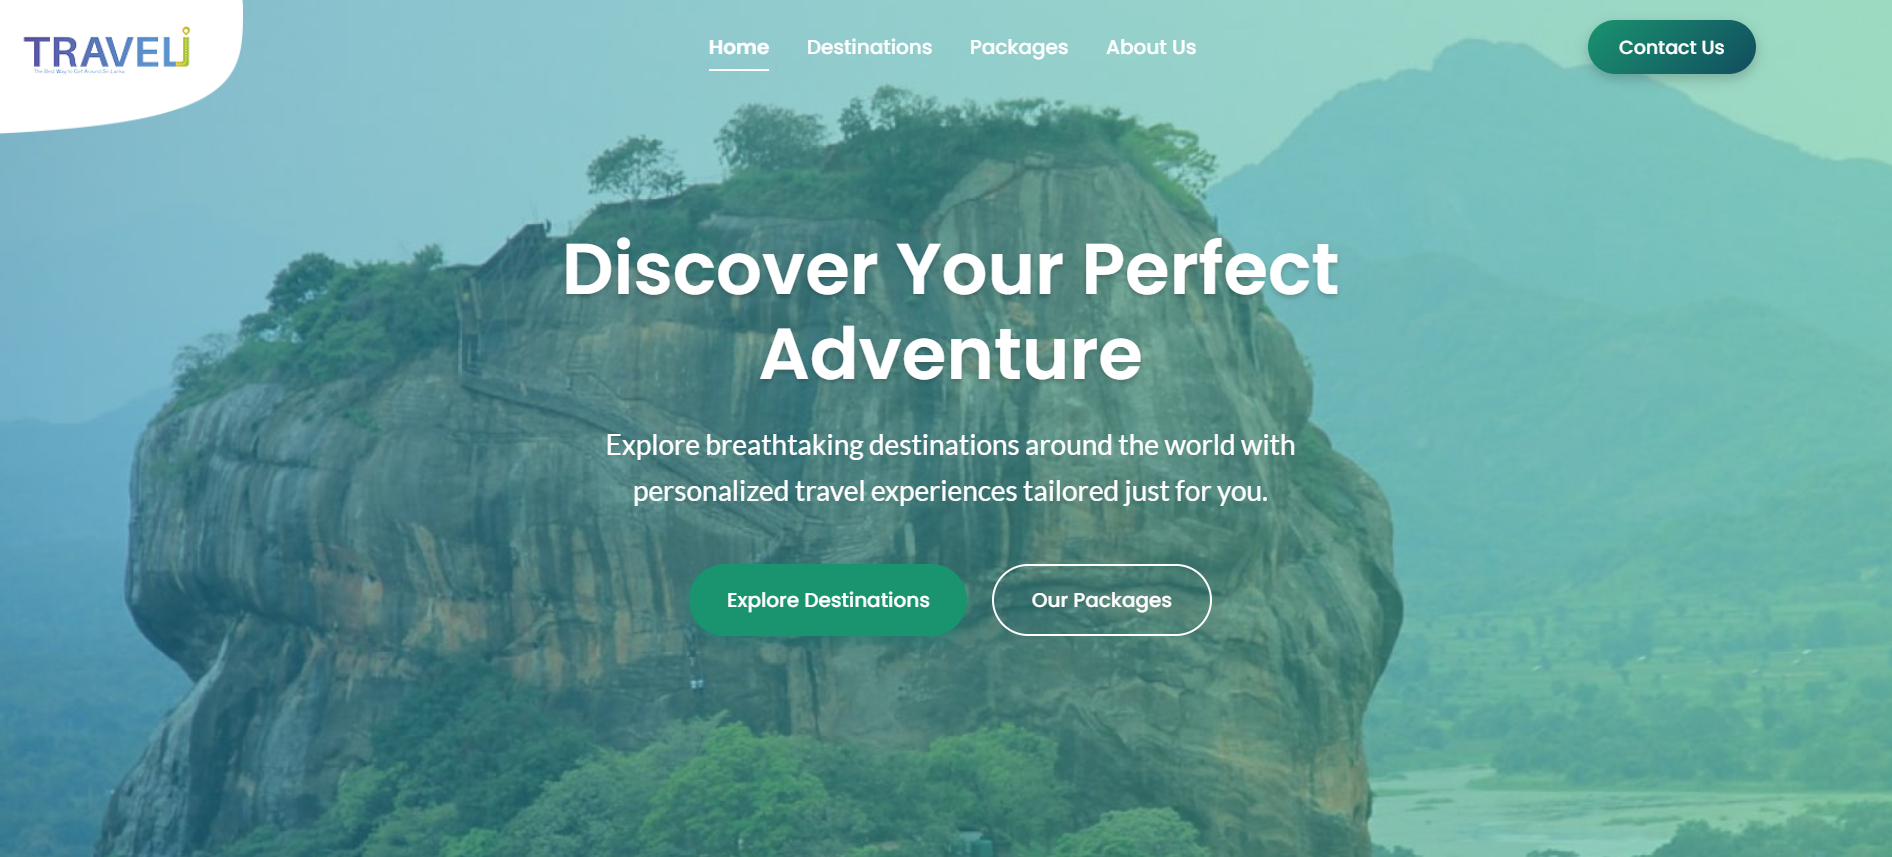 TRAVELJ
The Best Way to Get Around Sri Lanka
Home
Destinations
Packages
About Us
Contact Us
Discover Your Perfect
Adventure
Explore breathtaking destinations around the world with
personalized travel experiences tailored just for you.
Explore Destinations
Our Packages